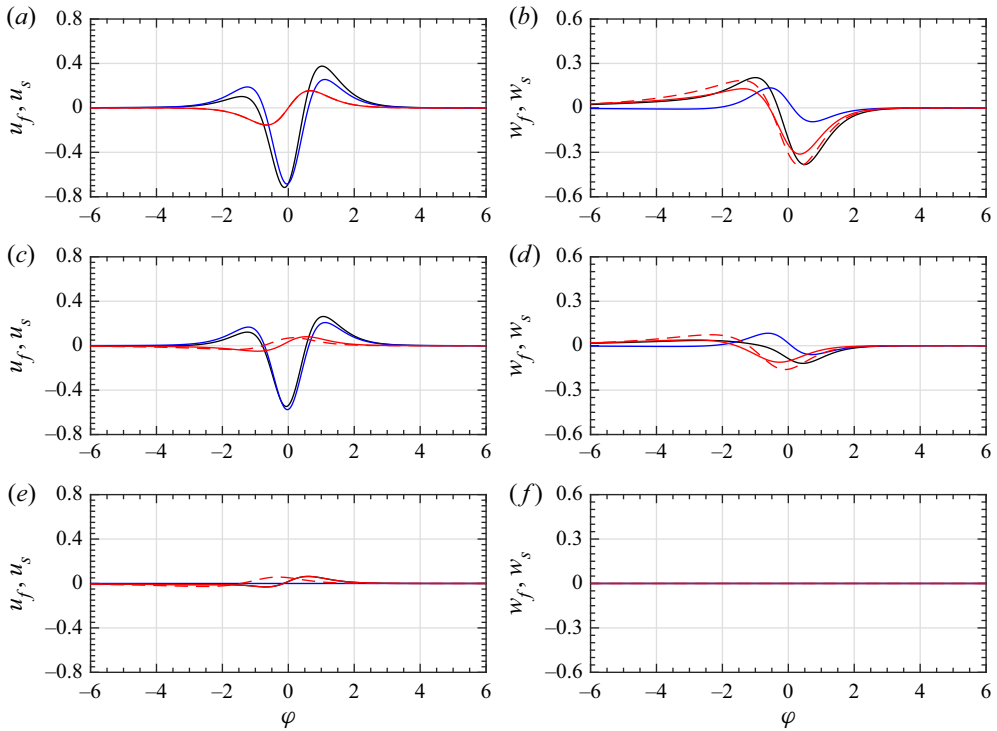 (a) (b)
0.8 0.6
0.4 0.3
u_f, u_s 0 w_f, w_s 0
–0.4 –0.3
–0.8 –0.6
–6 –4 –2 0 2 4 6 –6 –4 –2 0 2 4 6
(c) (d)
0.8 0.6
0.4 0.3
u_f, u_s 0 w_f, w_s 0
–0.4 –0.3
–0.8 –0.6
–6 –4 –2 0 2 4 6 –6 –4 –2 0 2 4 6
(e) (f)
0.8 0.6
0.4 0.3
u_f, u_s 0 w_f, w_s 0
–0.4 –0.3
–0.8 –0.6
–6 –4 –2 0 2 4 6 –6 –4 –2 0 2 4 6
φ φ